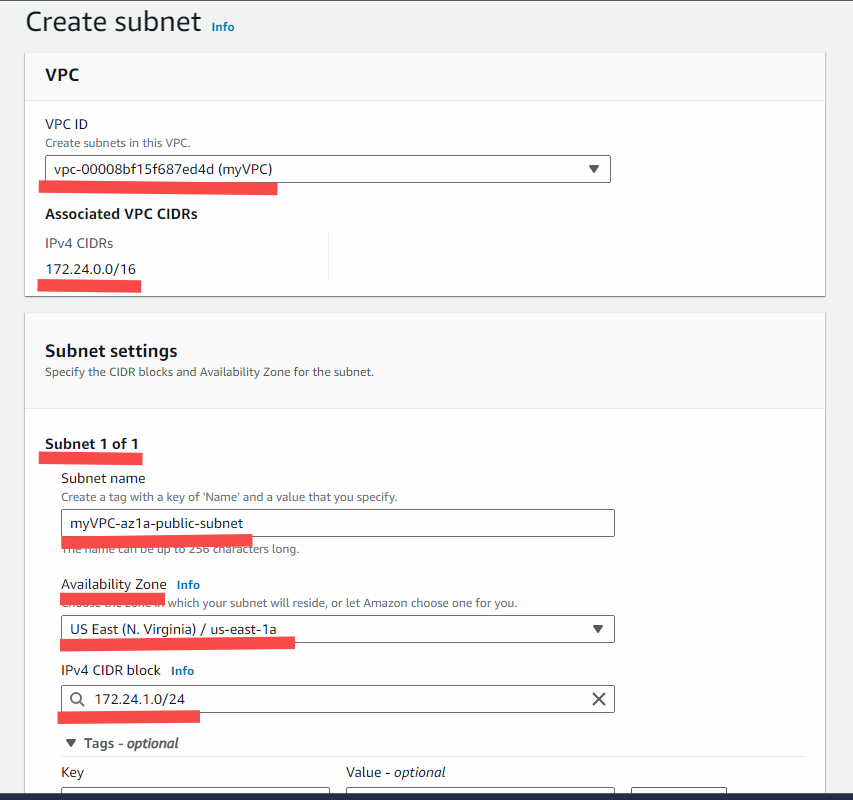 Create subnet Info
VPC
VPC ID
Create subnets in this VPC.
vpc-00008bf15f687ed4d (myVPC)
Associated VPC CIDRs
IPv4 CIDRs
172.24.0.0/16
Subnet settings
Specify the CIDR blocks and Availability Zone for the subnet.
Subnet 1 of 1
Subnet name
Create a tag with a key of 'Name' and a value that you specify.
myVPC-az1a-public-subnet
The name can be up to 256 characters long.
Availability Zone Info
Choose the zone in which your subnet will reside, or let Amazon choose one for you.
US East (N. Virginia) / us-east-1a
IPv4 CIDR block Info
172.24.1.0/24
Tags - optional
Key Value - optional